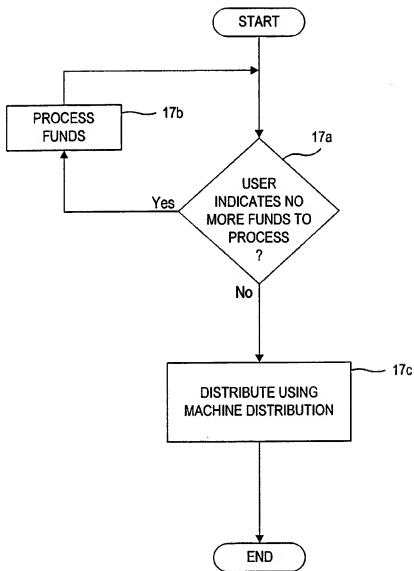 START
PROCESS
FUNDS
17b
17a
USER
INDICATES NO
MORE FUNDS TO
PROCESS
?
Yes
No
17c
DISTRIBUTE USING
MACHINE DISTRIBUTION
END